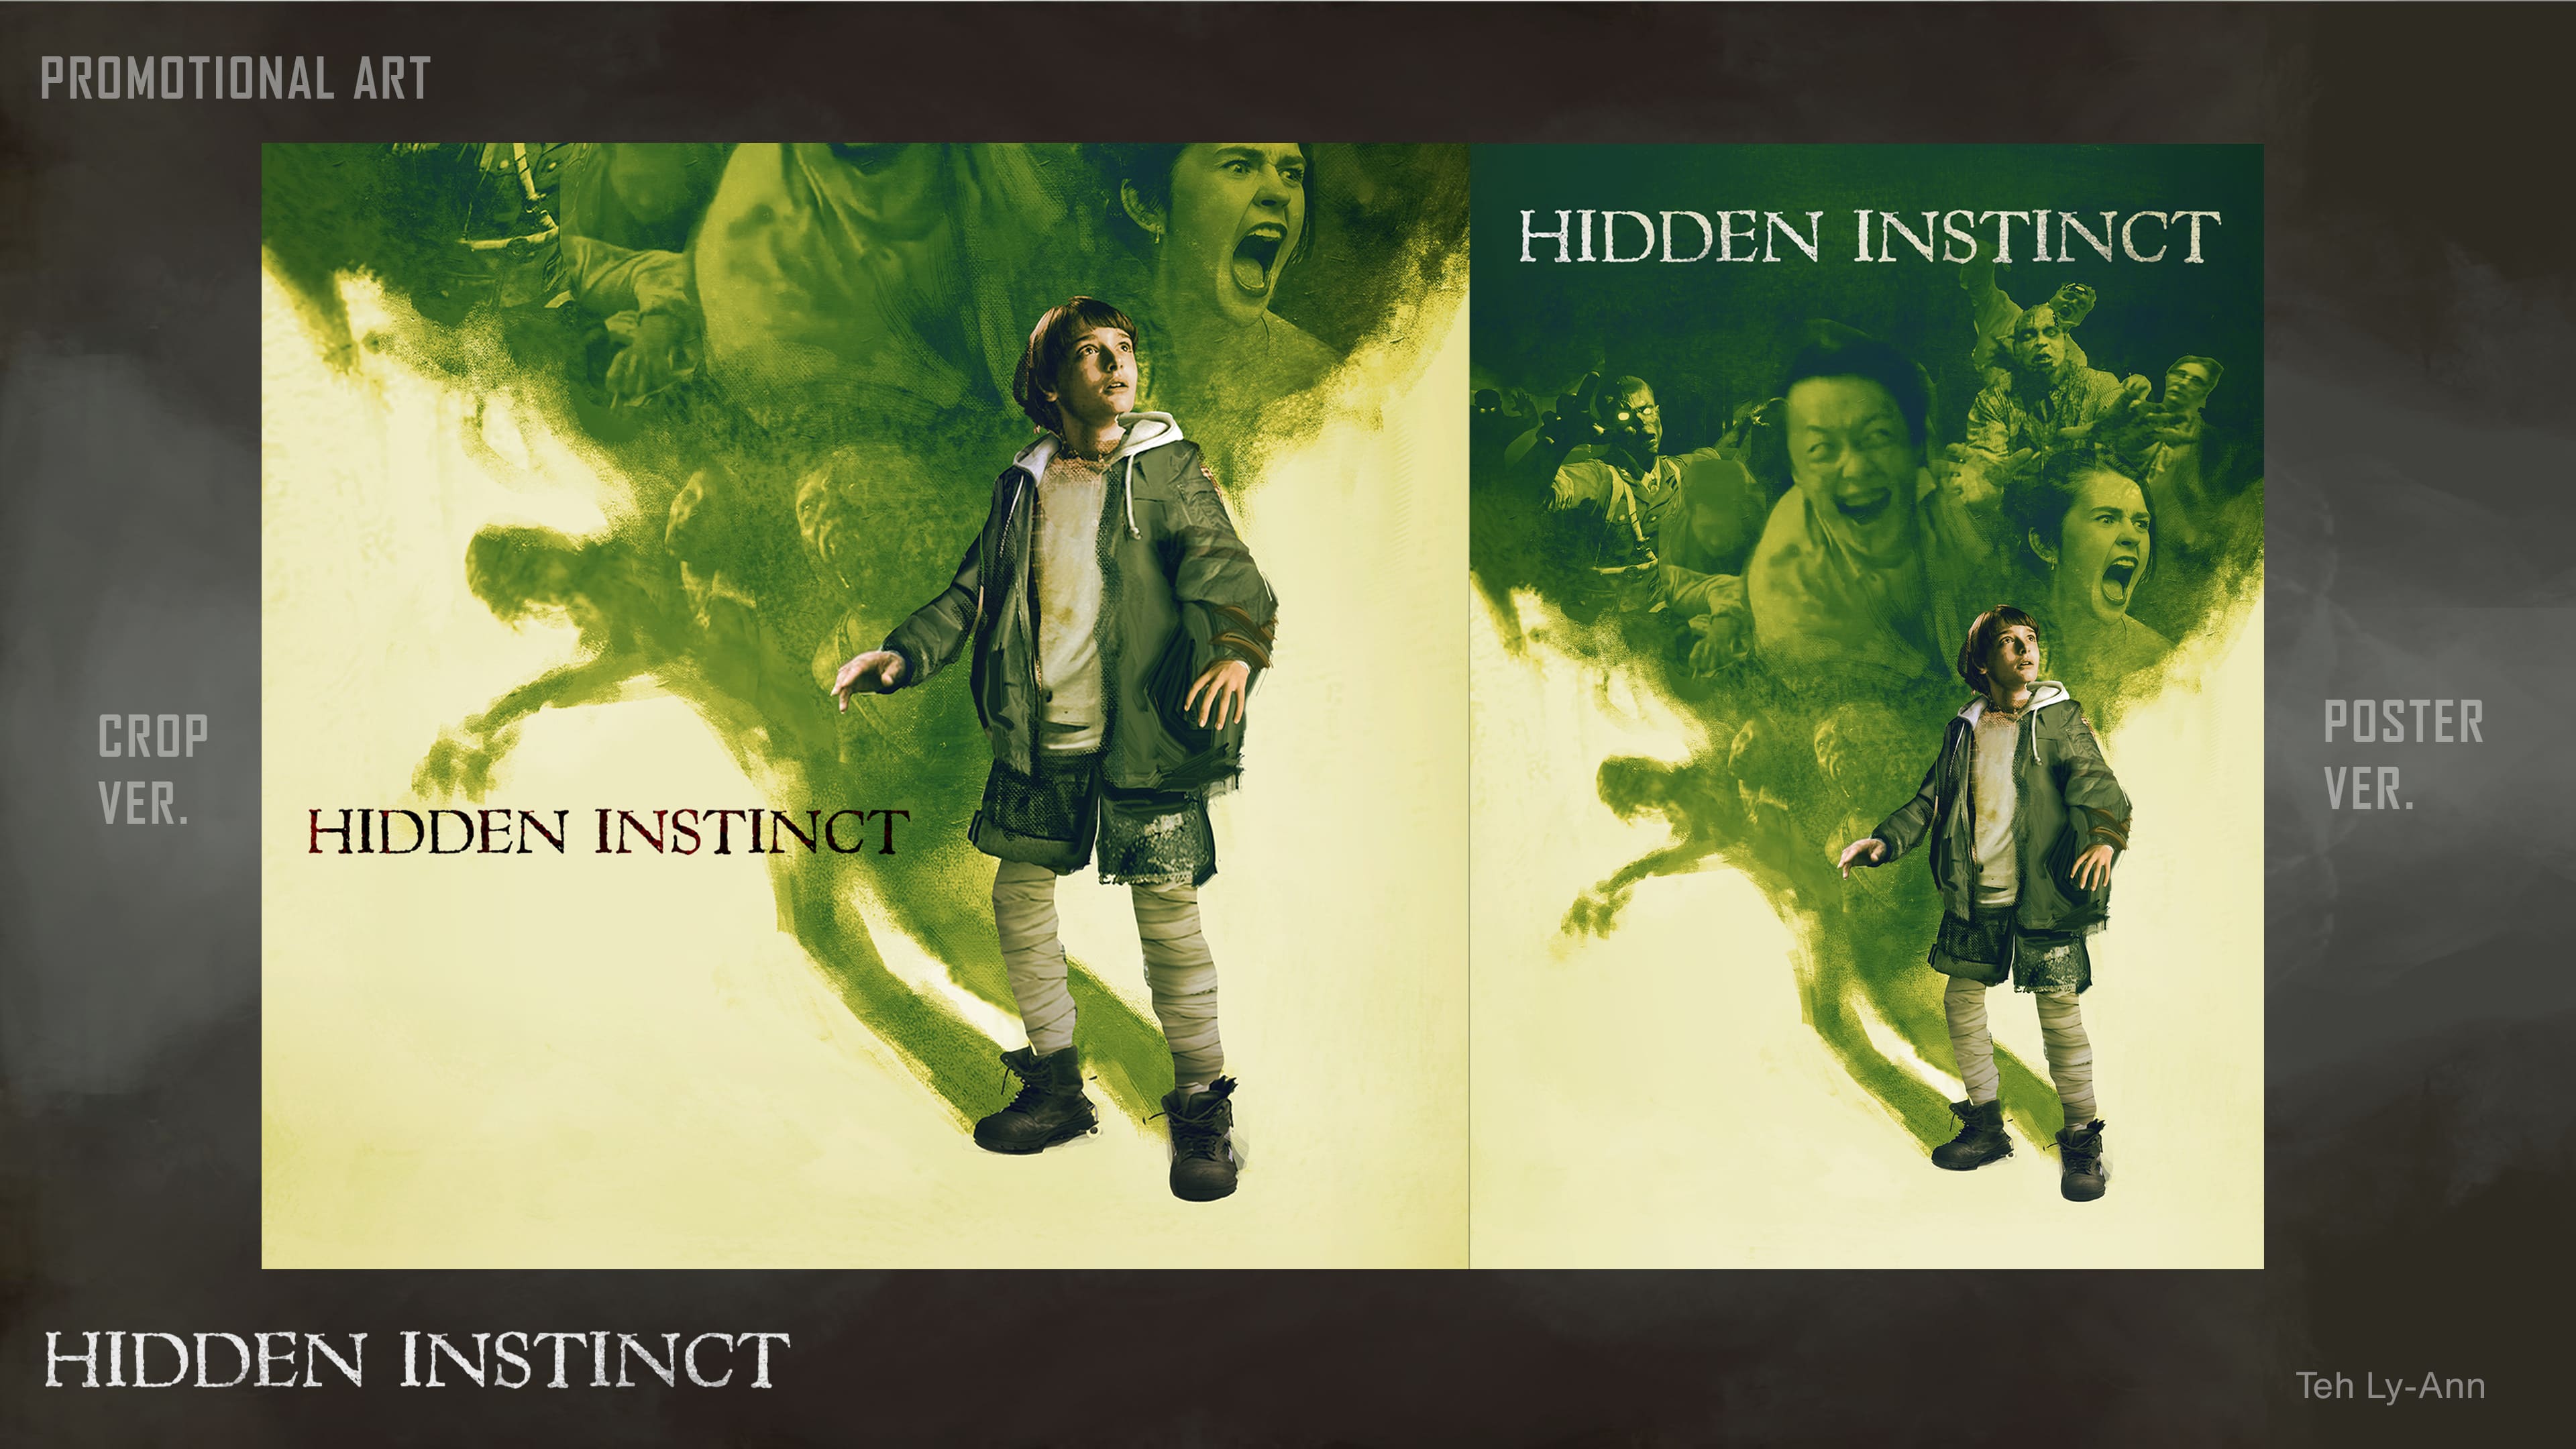 PROMOTIONAL ART
HIDDEN INSTINCT
HIDDEN INSTINCT
CROP
VER.
POSTER
VER.
HIDDEN INSTINCT
Teh Ly-Ann